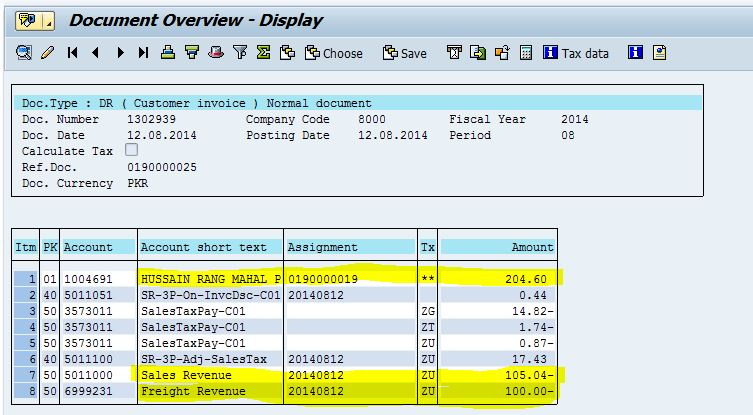 Document Overview - Display
Choose Save Tax data
Doc.Type : DR ( Customer invoice ) Normal document
Doc. Number 1302939 Company Code 8000 Fiscal Year 2014
Doc. Date 12.08.2014 Posting Date 12.08.2014 Period 08
Calculate Tax
Ref.Doc. 0190000025
Doc. Currency PKR
Itm PK Account Account short text Assignment Tx Amount
1 01 1004691 HUSSAIN RANG MAHAL P 0190000019 ** 204.60
2 40 5011051 SR-3P-On-InvcDsc-C01 20140812 0.44
3 50 3573011 SalesTaxPay-C01 ZG 14.82-
4 50 3573011 SalesTaxPay-C01 ZT 1.74-
5 50 3573011 SalesTaxPay-C01 ZU 0.87-
6 40 5011100 SR-3P-Adj-SalesTax 20140812 ZU 17.43
7 50 5011000 Sales Revenue 20140812 ZU 105.04-
8 50 6999231 Freight Revenue 20140812 ZU 100.00-